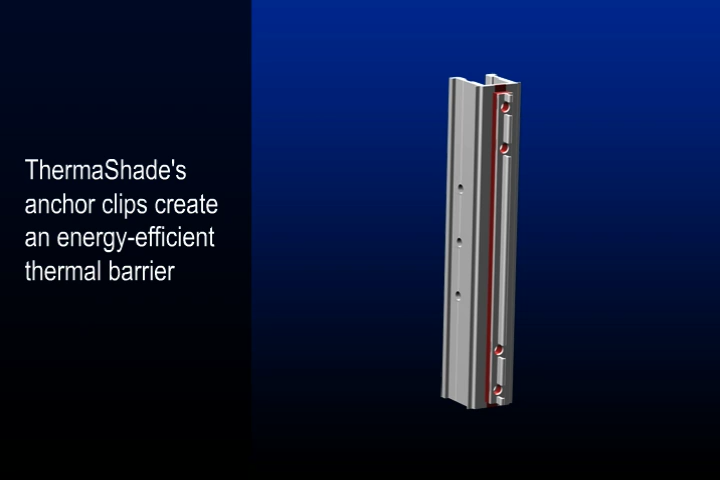 ThermaShade's
anchor clips create
an energy-efficient
thermal barrier